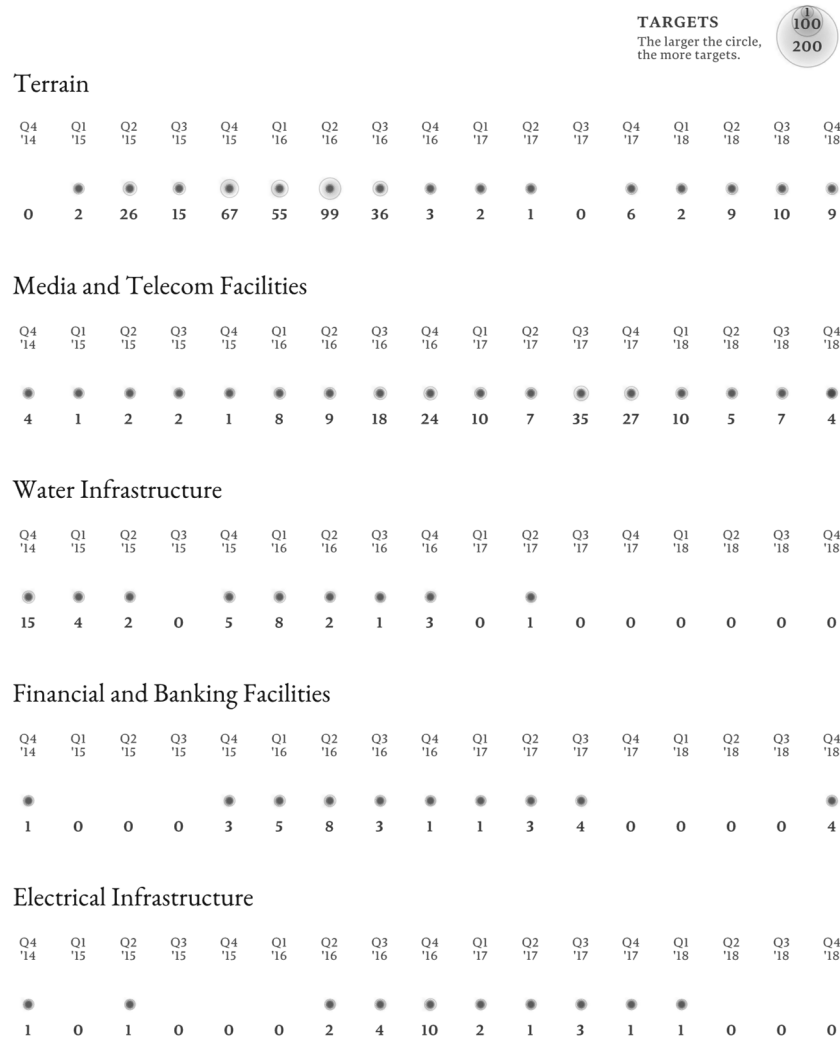 TARGETS
The larger the circle,
the more targets.
1
100
200
Terrain
Q4 Q1 Q2 Q3 Q4 Q1 Q2 Q3 Q4 Q1 Q2 Q3 Q4 Q1 Q2 Q3 Q4
'14 '15 '15 '15 '15 '16 '16 '16 '16 '17 '17 '17 '17 '18 '18 '18 '18
0 2 26 15 67 55 99 36 3 2 1 0 6 2 9 10 9
Media and Telecom Facilities
Q4 Q1 Q2 Q3 Q4 Q1 Q2 Q3 Q4 Q1 Q2 Q3 Q4 Q1 Q2 Q3 Q4
'14 '15 '15 '15 '15 '16 '16 '16 '16 '17 '17 '17 '17 '18 '18 '18 '18
4 1 2 2 1 8 9 18 24 10 7 35 27 10 5 7 4
Water Infrastructure
Q4 Q1 Q2 Q3 Q4 Q1 Q2 Q3 Q4 Q1 Q2 Q3 Q4 Q1 Q2 Q3 Q4
'14 '15 '15 '15 '15 '16 '16 '16 '16 '17 '17 '17 '17 '18 '18 '18 '18
15 4 2 0 5 8 2 1 3 0 1 0 0 0 0 0 0
Financial and Banking Facilities
Q4 Q1 Q2 Q3 Q4 Q1 Q2 Q3 Q4 Q1 Q2 Q3 Q4 Q1 Q2 Q3 Q4
'14 '15 '15 '15 '15 '16 '16 '16 '16 '17 '17 '17 '17 '18 '18 '18 '18
1 0 0 0 3 5 8 3 1 1 3 4 0 0 0 0 4
Electrical Infrastructure
Q4 Q1 Q2 Q3 Q4 Q1 Q2 Q3 Q4 Q1 Q2 Q3 Q4 Q1 Q2 Q3 Q4
'14 '15 '15 '15 '15 '16 '16 '16 '16 '17 '17 '17 '17 '18 '18 '18 '18
1 0 1 0 0 0 2 4 10 2 1 3 1 1 0 0 0